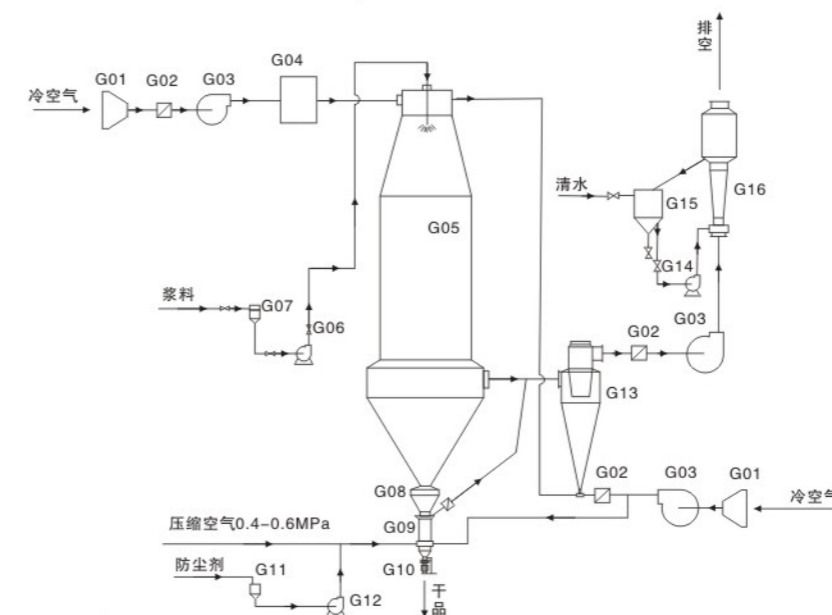 排空
G04
G01
G02
G03
冷空气
清水
G15
G16
G05
G14
浆料
G07
G06
G02
G03
G13
G08
G02
G03
G01
冷空气
压缩空气0.4-0.6MPa
G09
防尘剂
G11
G10
G12
干品